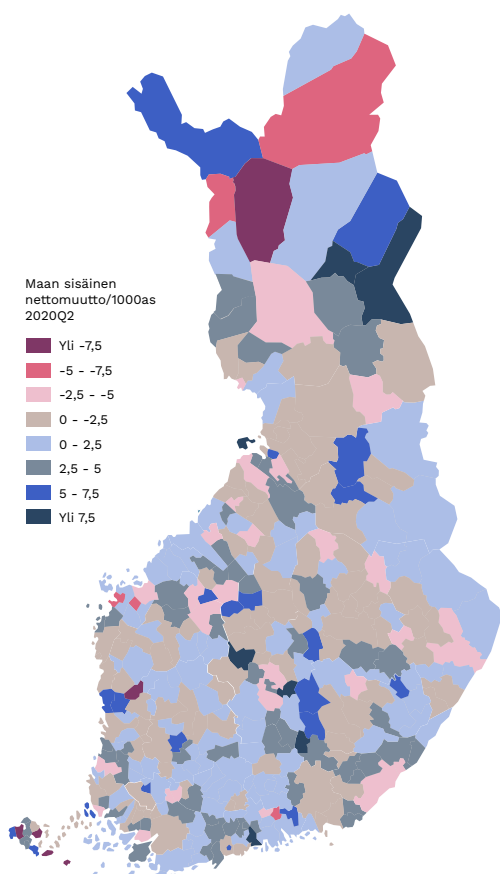 Maan sisäinen
nettomuutto/1000as
2020Q2
Yli -7,5
-5 - -7,5
-2,5 - -5
0 - -2,5
0 - 2,5
2,5 - 5
5 - 7,5
Yli 7,5